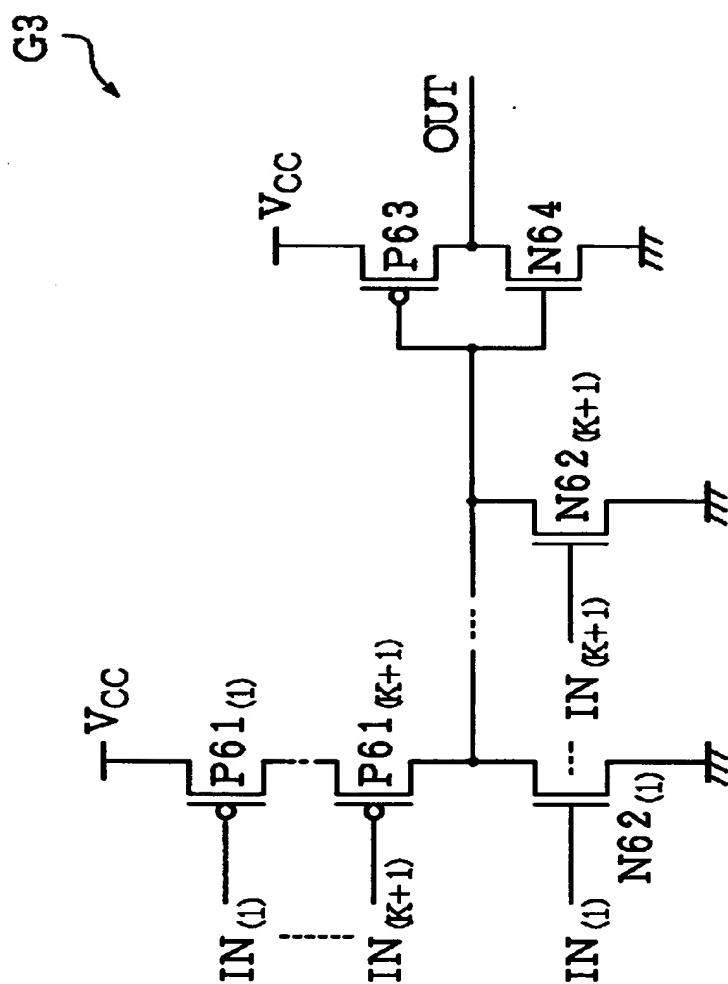 G3
VCC
P63
OUT
N64
VCC
P61(1)
P61(K+1)
IN(1)
IN(K+1)
N62(K+1)
IN(K+1)
IN(1)
N62(1)